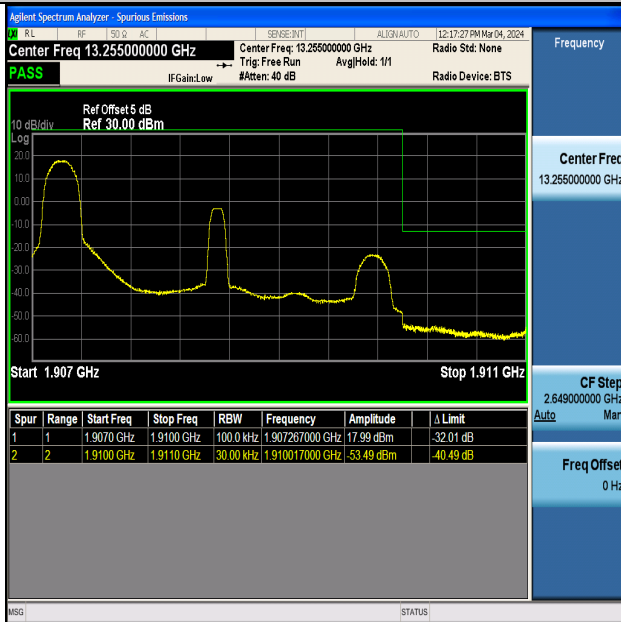 Agilent Spectrum Analyzer - Spurious Emissions
RL RF 50 Ω AC SENSE:INT ALIGNAUTO 12:17:27 PM Mar 04, 2024
Center Freq 13.255000000 GHz
Center Freq: 13.255000000 GHz
Radio Std: None
Trig: Free Run Avg|Hold: 1/1
PASS
IFGain:Low
#Atten: 40 dB
Radio Device: BTS
Ref Offset 5 dB
10 dB/div Ref 30.00 dBm
Log
20.0
10.0
0.00
-10.0
-20.0
-30.0
-40.0
-50.0
-60.0
Start 1.907 GHz Stop 1.911 GHz
Spur Range Start Freq Stop Freq RBW Frequency Amplitude Δ Limit
1 1 1.9070 GHz 1.9100 GHz 100.0 kHz 1.907267000 GHz 17.99 dBm -32.01 dB
2 2 1.9100 GHz 1.9110 GHz 30.00 kHz 1.910017000 GHz -53.49 dBm -40.49 dB
Frequency
Center Freq
13.255000000 GHz
CF Step
2.649000000 GHz
Auto Man
Freq Offset
0 Hz
MSG STATUS